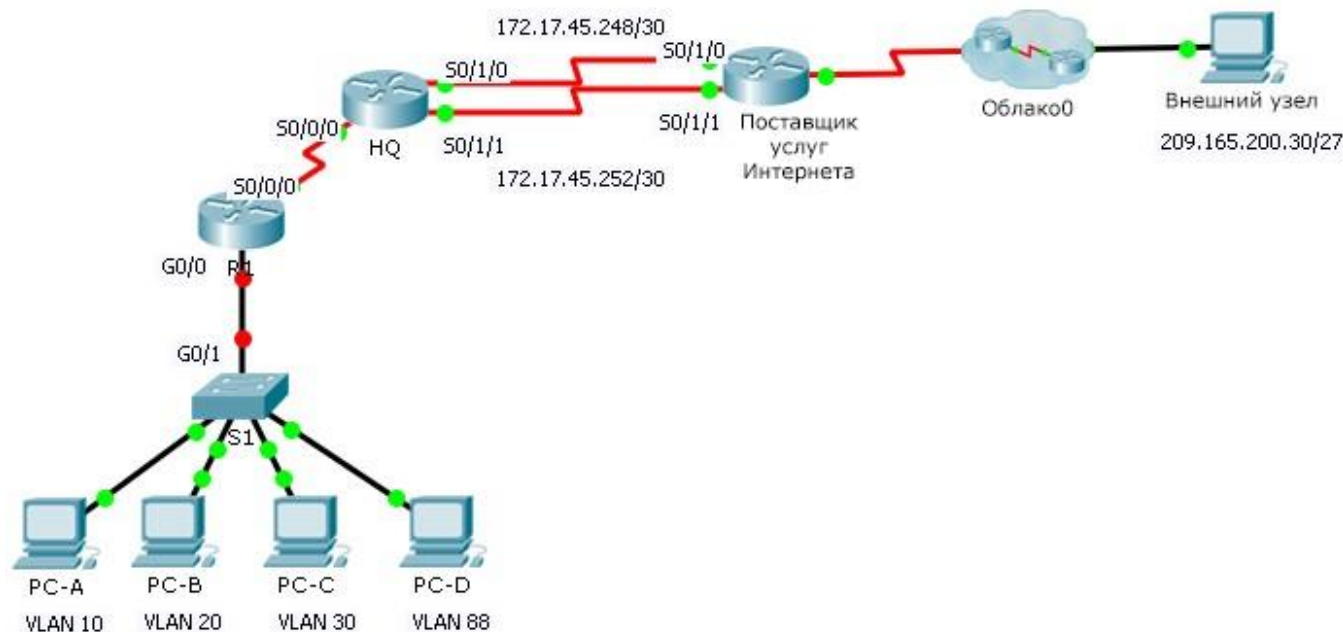 172.17.45.248/30
S0/1/0
S0/1/0
Облако0
Внешний узел
209.165.200.30/27
S0/0/0
HQ
S0/1/1
S0/1/1
Поставщик
услуг
Интернета
172.17.45.252/30
S0/0/0
G0/0
R1
G0/1
S1
PC-A
PC-B
PC-C
PC-D
VLAN 10
VLAN 20
VLAN 30
VLAN 88